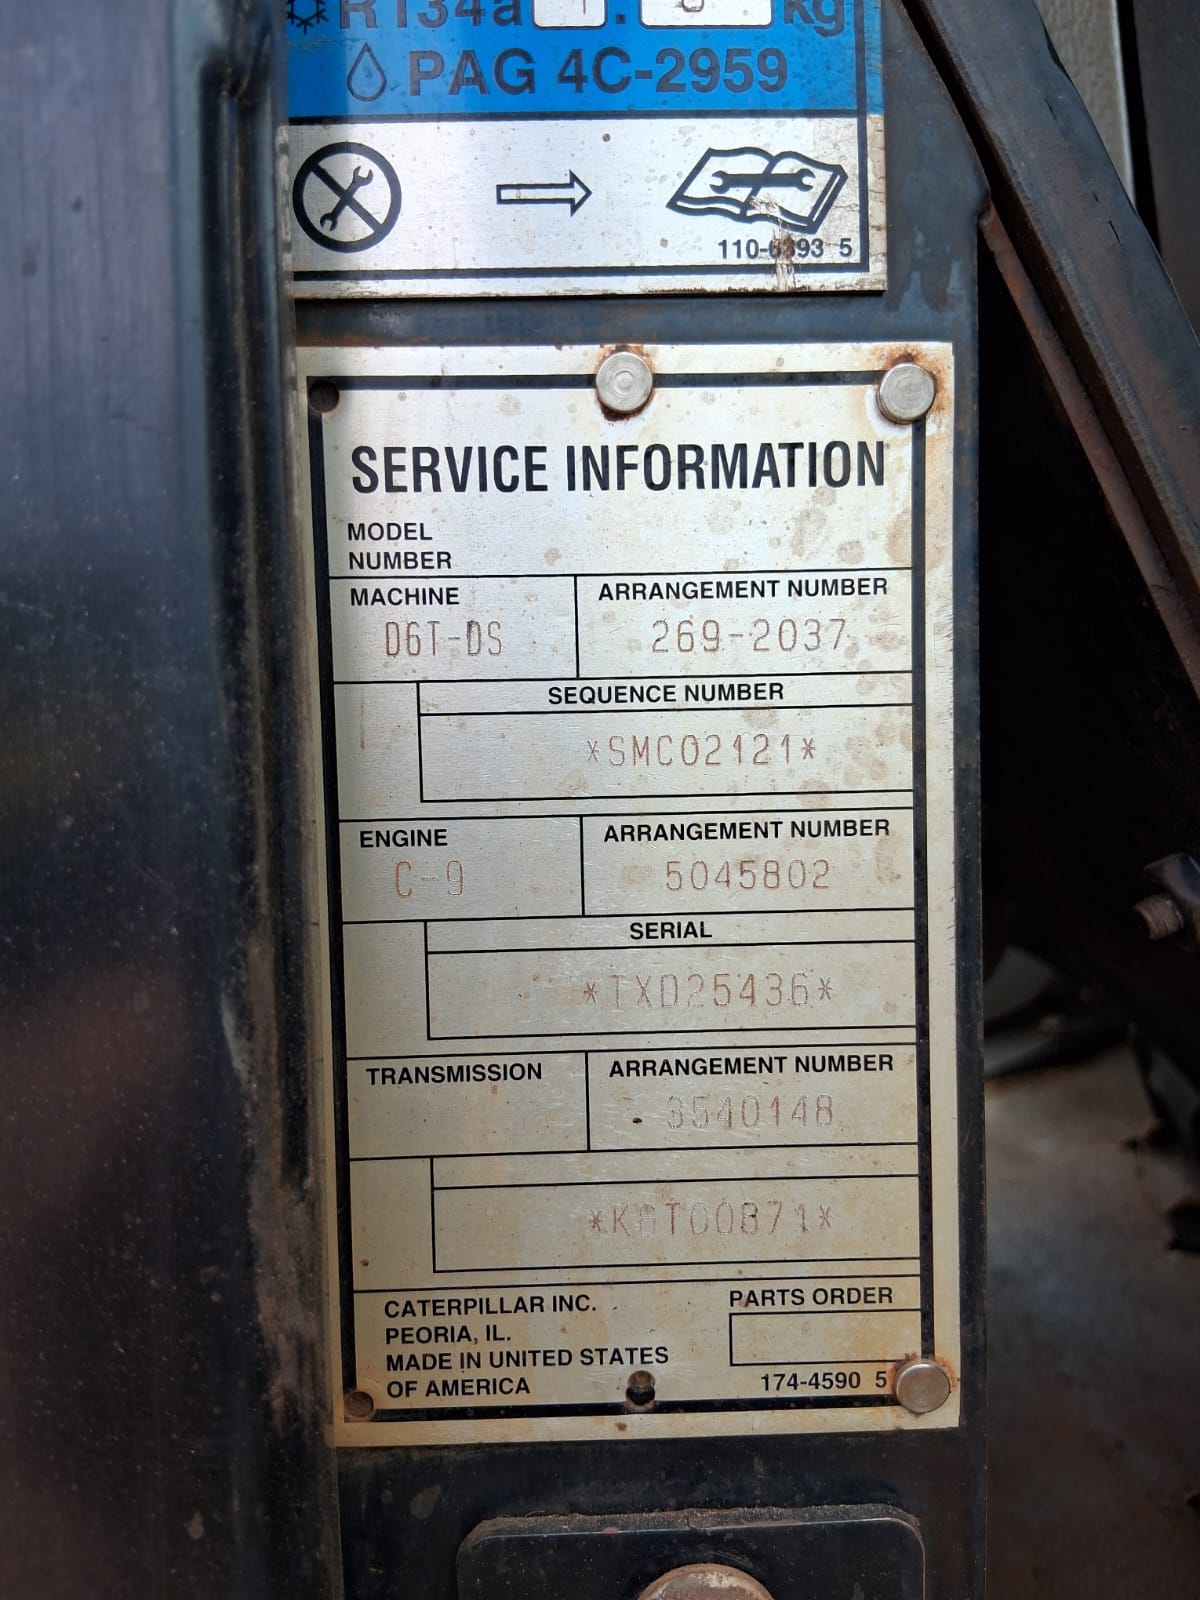 R134a kg
PAG 4C-2959
5
SERVICE INFORMATION
MODEL
NUMBER
MACHINE
ARRANGEMENT NUMBER
D6T-DS
269-2037
SEQUENCE NUMBER
*SMC02121*
ENGINE
ARRANGEMENT NUMBER
C-9
5045802
SERIAL
*TXD25436*
TRANSMISSION
ARRANGEMENT NUMBER
3540148
CATERPILLAR INC.
PEORIA, IL.
MADE IN UNITED STATES
OF AMERICA
PARTS ORDER
174-4590 5